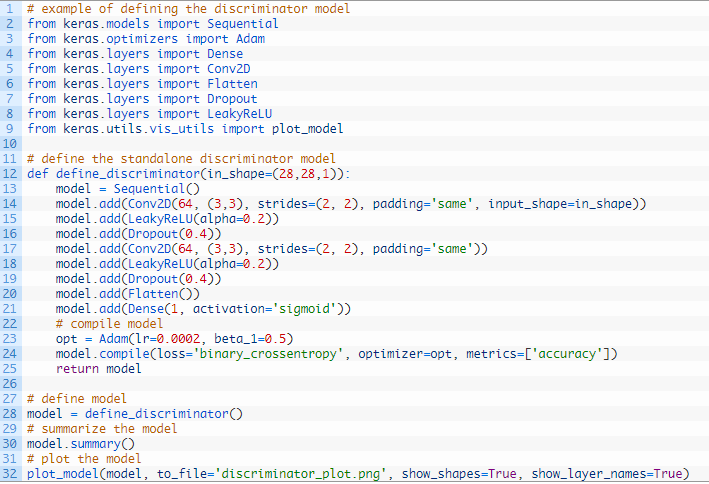 1 # example of defining the discriminator model
2 from keras.models import Sequential
3 from keras.optimizers import Adam
4 from keras.layers import Dense
5 from keras.layers import Conv2D
6 from keras.layers import Flatten
7 from keras.layers import Dropout
8 from keras.layers import LeakyReLU
9 from keras.utils.vis_utils import plot_model
10
11 # define the standalone discriminator model
12 def define_discriminator(in_shape=(28,28,1)):
13     model = Sequential()
14     model.add(Conv2D(64, (3,3), strides=(2, 2), padding='same', input_shape=in_shape))
15     model.add(LeakyReLU(alpha=0.2))
16     model.add(Dropout(0.4))
17     model.add(Conv2D(64, (3,3), strides=(2, 2), padding='same'))
18     model.add(LeakyReLU(alpha=0.2))
19     model.add(Dropout(0.4))
20     model.add(Flatten())
21     model.add(Dense(1, activation='sigmoid'))
22     # compile model
23     opt = Adam(lr=0.0002, beta_1=0.5)
24     model.compile(loss='binary_crossentropy', optimizer=opt, metrics=['accuracy'])
25     return model
26
27 # define model
28 model = define_discriminator()
29 # summarize the model
30 model.summary()
31 # plot the model
32 plot_model(model, to_file='discriminator_plot.png', show_shapes=True, show_layer_names=True)